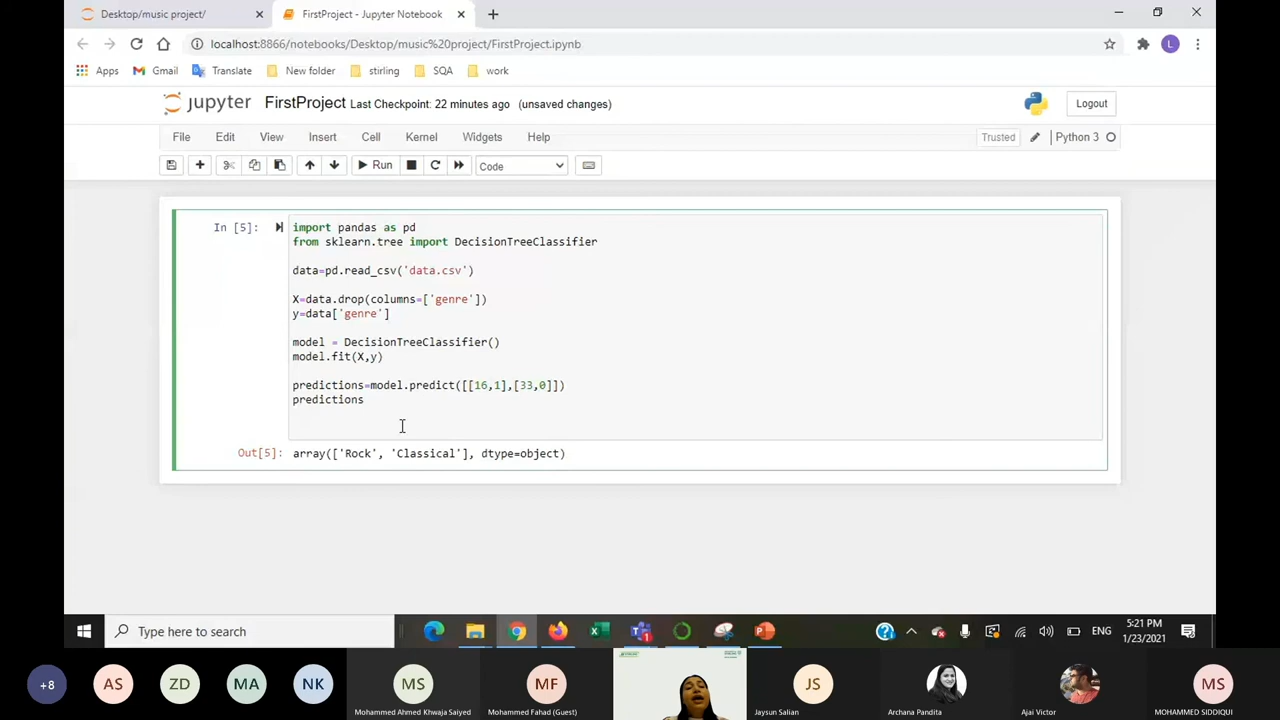 Desktop/music project/
FirstProject - Jupyter Notebook
localhost:8866/notebooks/Desktop/music%20project/FirstProject.ipynb
L
Apps
Gmail
Translate
New folder
stirling
SQA
work
jupyter
FirstProject
Last Checkpoint: 22 minutes ago
(unsaved changes)
Logout
File
Edit
View
Insert
Cell
Kernel
Widgets
Help
Trusted
Python 3
Run
Code
In [5]:
import pandas as pd
from sklearn.tree import DecisionTreeClassifier
data=pd.read_csv('data.csv')
X=data.drop(columns=['genre'])
y=data['genre']
model = DecisionTreeClassifier()
model.fit(X,y)
predictions=model.predict([[16,1],[33,0]])
predictions
Out[5]:
array(['Rock', 'Classical'], dtype=object)
Type here to search
1
ENG
5:21 PM
1/23/2021
+8
AS
ZD
MA
NK
MS
MF
JS
MS
Mohammed Ahmed Khwaja Saiyed
Mohammed Fahad (Guest)
Jaysun Salian
Archana Pandita
Ajai Victor
MOHAMMED SIDDIQUI